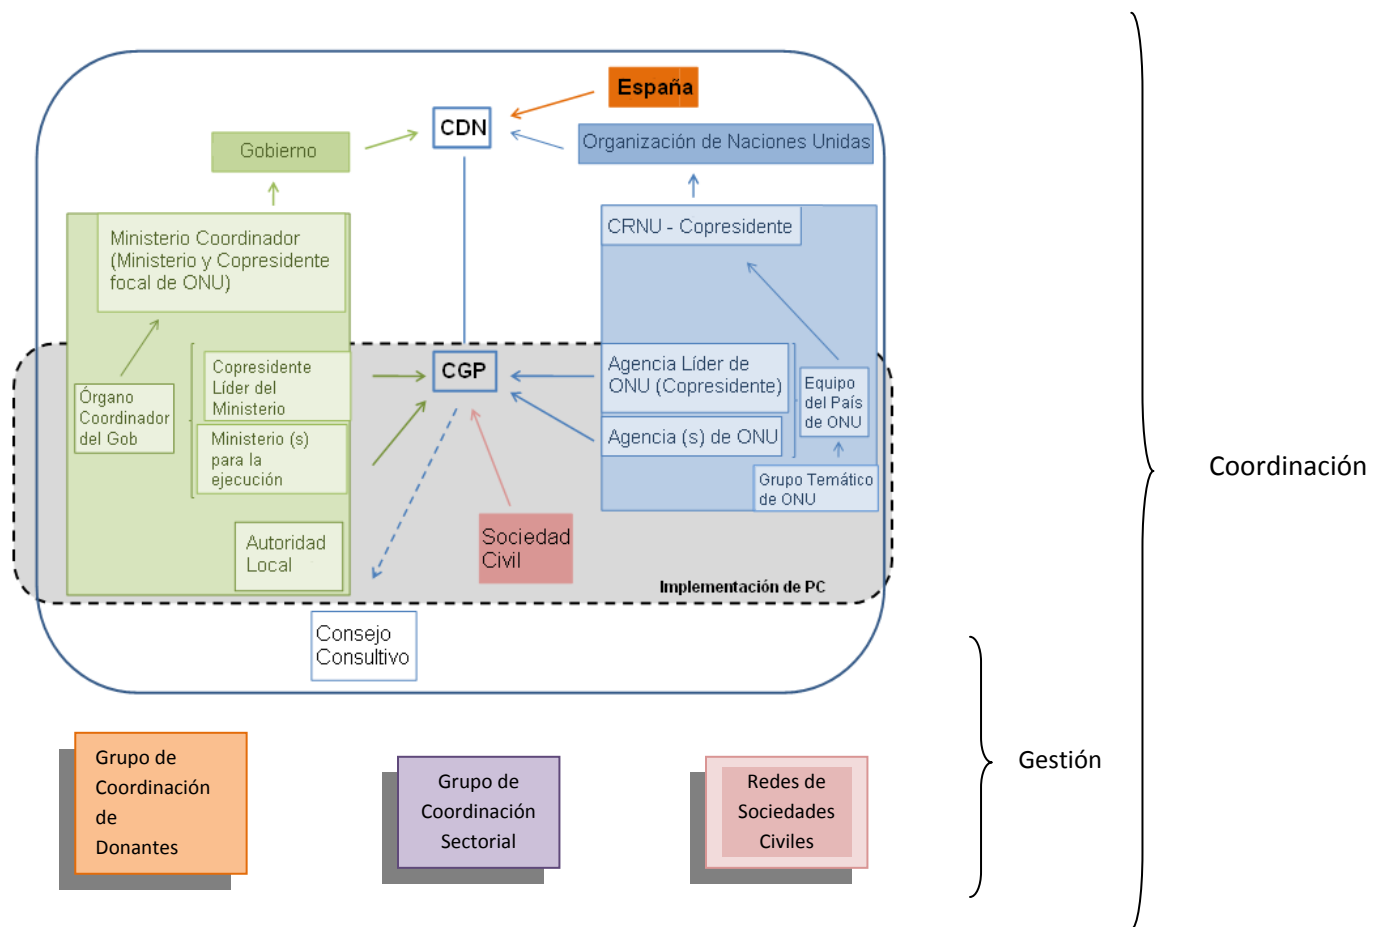 España
CDN
Gobierno
Organización de Naciones Unidas
Ministerio Coordinador
(Ministerio y Copresidente
focal de ONU)
CRNU - Copresidente
Copresidente
Líder del
Ministerio
CGP
Agencia Líder de
ONU (Copresidente)
Órgano
Coordinador
del Gob
Equipo
del País
de ONU
Ministerio (s)
para la
ejecución
Agencia (s) de ONU
Grupo Temático
de ONU
Autoridad
Local
Sociedad
Civil
Implementación de PC
Consejo
Consultivo
Coordinación
Gestión
Grupo de
Coordinación
de
Donantes
Grupo de
Coordinación
Sectorial
Redes de
Sociedades
Civiles